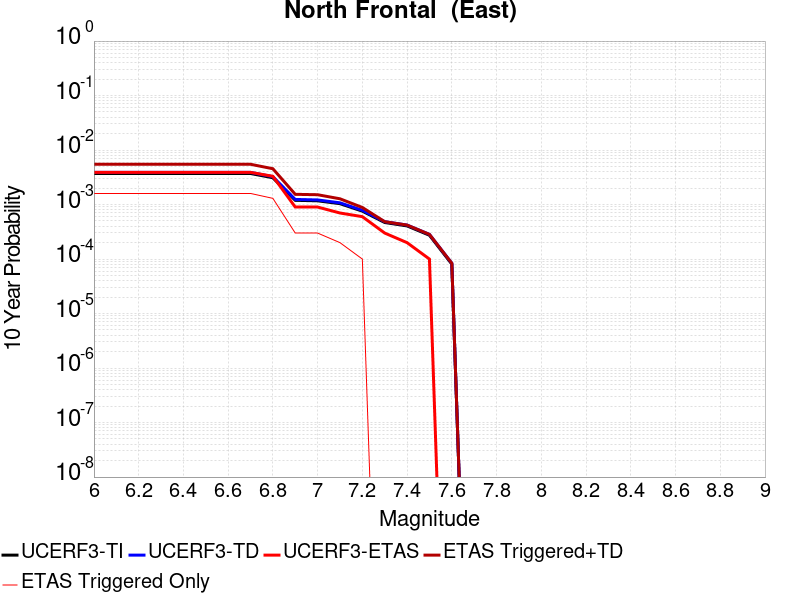 North Frontal  (East)
10 Year Probability
10^0
10^-1
10^-2
10^-3
10^-4
10^-5
10^-6
10^-7
10^-8
6 6.2 6.4 6.6 6.8 7 7.2 7.4 7.6 7.8 8 8.2 8.4 8.6 8.8 9
Magnitude
UCERF3-TI UCERF3-TD UCERF3-ETAS ETAS Triggered+TD
ETAS Triggered Only